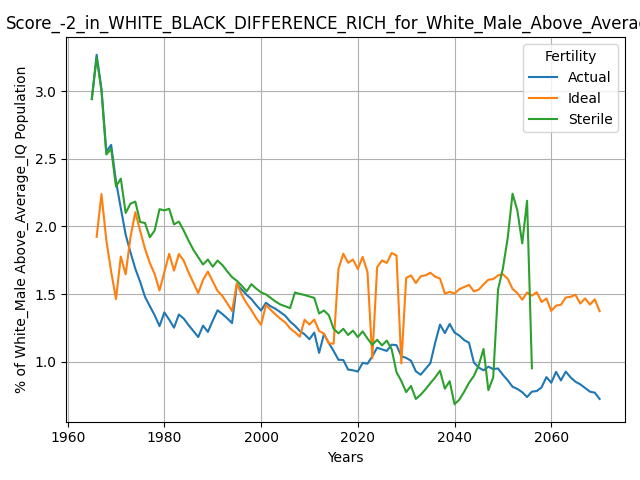 Score_-2_in_WHITE_BLACK_DIFFERENCE_RICH_for_White_Male_Above_Avera
% of White_Male Above_Average_IQ Population
3.0
2.5
2.0
1.5
1.0
Fertility
Actual
Ideal
Sterile
1960 1980 2000 2020 2040 2060
Years